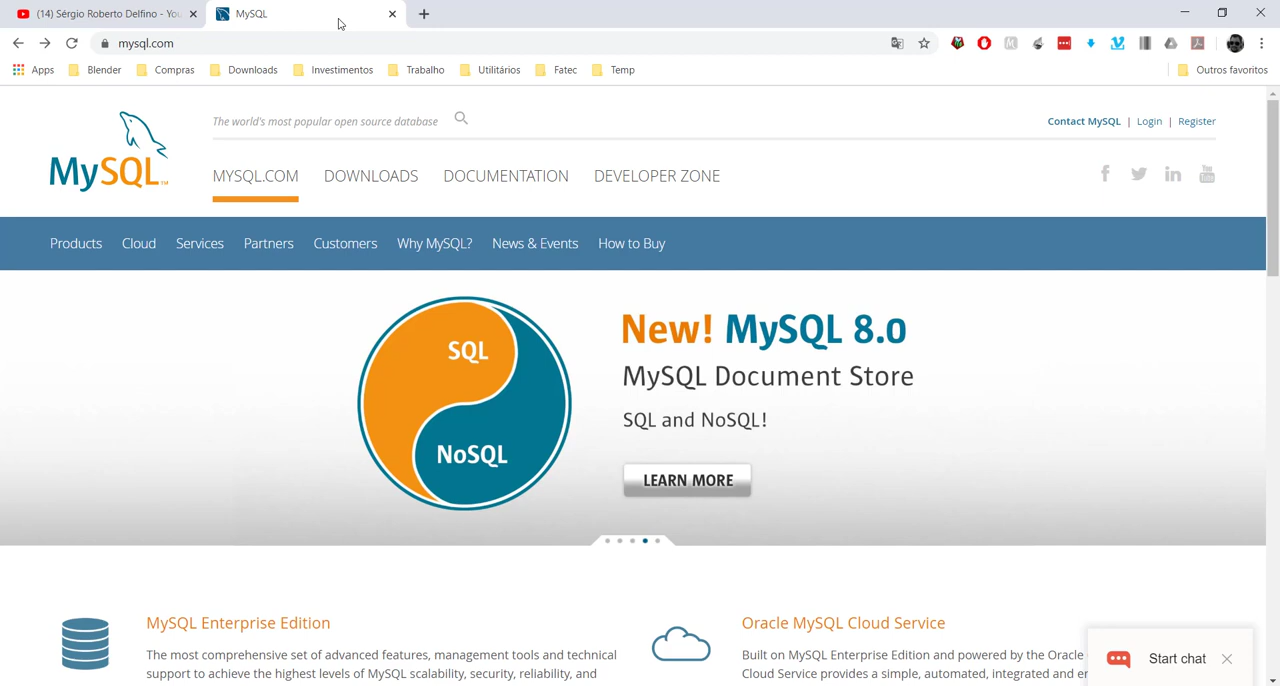 (14) Sérgio Roberto Delfino - You
MySQL
mysql.com
Apps
Blender
Compras
Downloads
Investimentos
Trabalho
Utilitários
Fatec
Temp
Outros favoritos
MySQL™
The world's most popular open source database
Contact MySQL | Login | Register
MYSQL.COM
DOWNLOADS
DOCUMENTATION
DEVELOPER ZONE
You Tube
Products
Cloud
Services
Partners
Customers
Why MySQL?
News & Events
How to Buy
SQL
NoSQL
New! MySQL 8.0
MySQL Document Store
SQL and NoSQL!
LEARN MORE
MySQL Enterprise Edition
The most comprehensive set of advanced features, management tools and technical
support to achieve the highest levels of MySQL scalability, security, reliability, and
Oracle MySQL Cloud Service
Built on MySQL Enterprise Edition and powered by the Oracle
Cloud Service provides a simple, automated, integrated and
Start chat